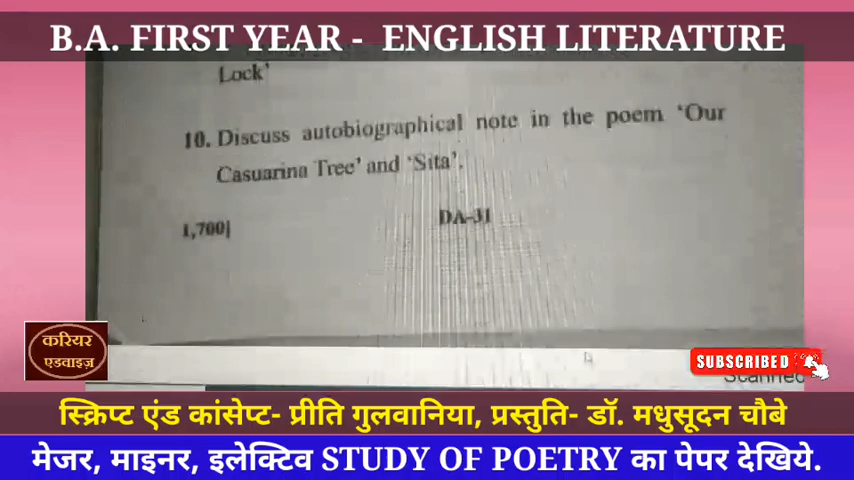 B.A. FIRST YEAR - ENGLISH LITERATURE
Lock'
10. Discuss autobiographical note in the poem 'Our
Casuarina Tree' and 'Sita'.
1,700]
DA-31
करियर
एडवाइज़
SUBSCRIBED
Scanned
स्क्रिप्ट एंड कांसेप्ट- प्रीति गुलवानिया, प्रस्तुति- डॉ. मधुसूदन चौबे
मेजर, माइनर, इलेक्टिव STUDY OF POETRY का पेपर देखिये.